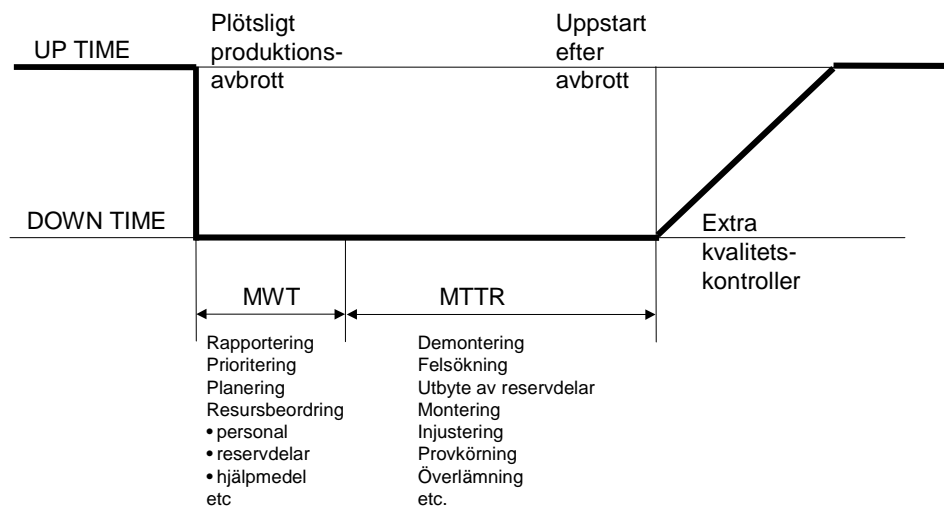 Plötsligt
produktions-
avbrott
Uppstart
efter
avbrott
UP TIME
DOWN TIME
Extra
kvalitets-
kontroller
MWT
MTTR
Rapportering
Prioritering
Planering
Resursbeordring
• personal
• reservdelar
• hjälpmedel
etc
Demontering
Felsökning
Utbyte av reservdelar
Montering
Injustering
Provkörning
Överlämning
etc.